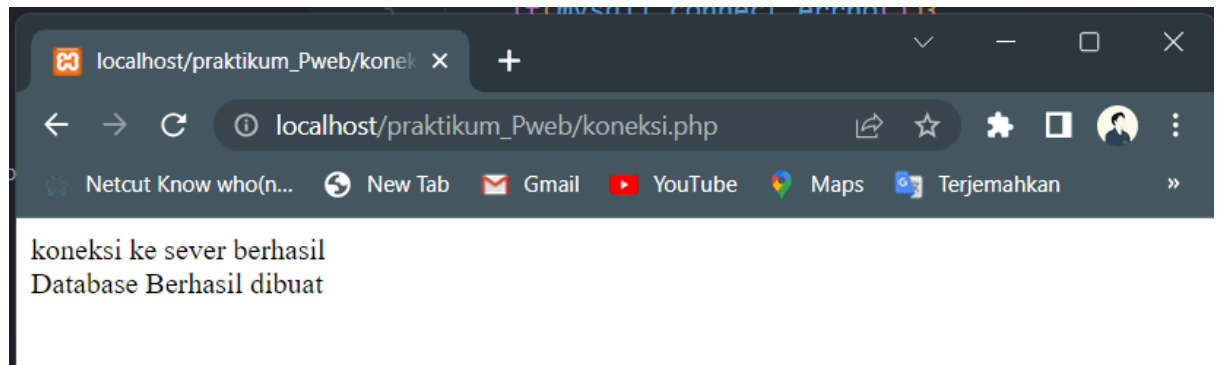 localhost/praktikum_Pweb/konek
localhost/praktikum_Pweb/koneksi.php
Netcut Know who(n... New Tab Gmail YouTube Maps Terjemahkan »
koneksi ke sever berhasil
Database Berhasil dibuat